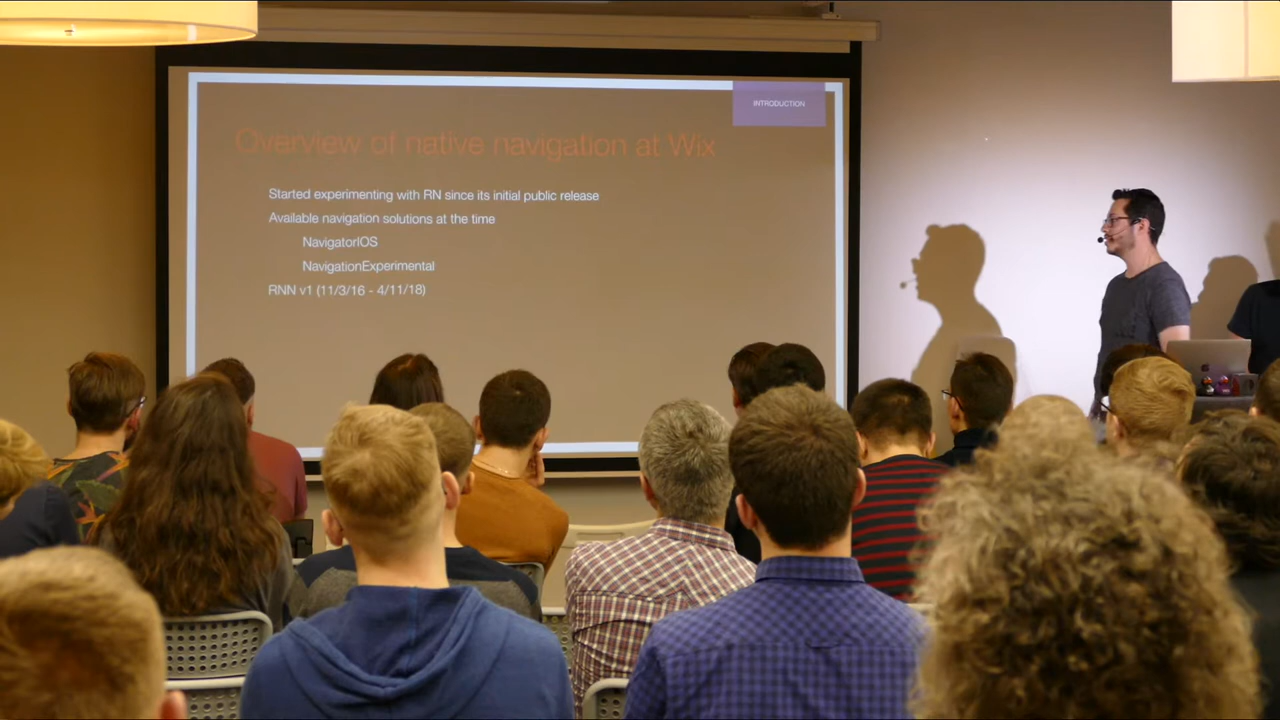 INTRODUCTION
Overview of native navigation at Wix
Started experimenting with RN since its initial public release
Available navigation solutions at the time
NavigatorIOS
NavigationExperimental
RNN v1 (11/3/16 - 4/11/18)